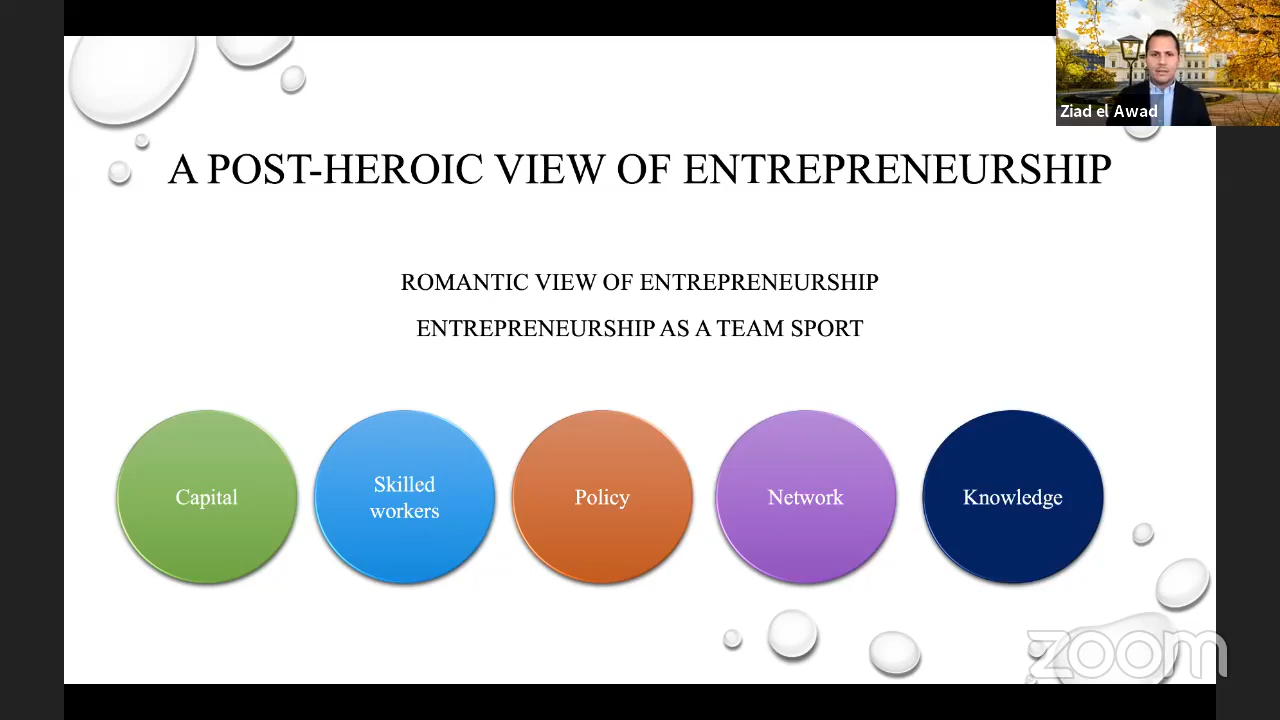 Ziad el Awad
A POST-HEROIC VIEW OF ENTREPRENEURSHIP
ROMANTIC VIEW OF ENTREPRENEURSHIP
ENTREPRENEURSHIP AS A TEAM SPORT
Capital
Skilled
workers
Policy
Network
Knowledge
zoom